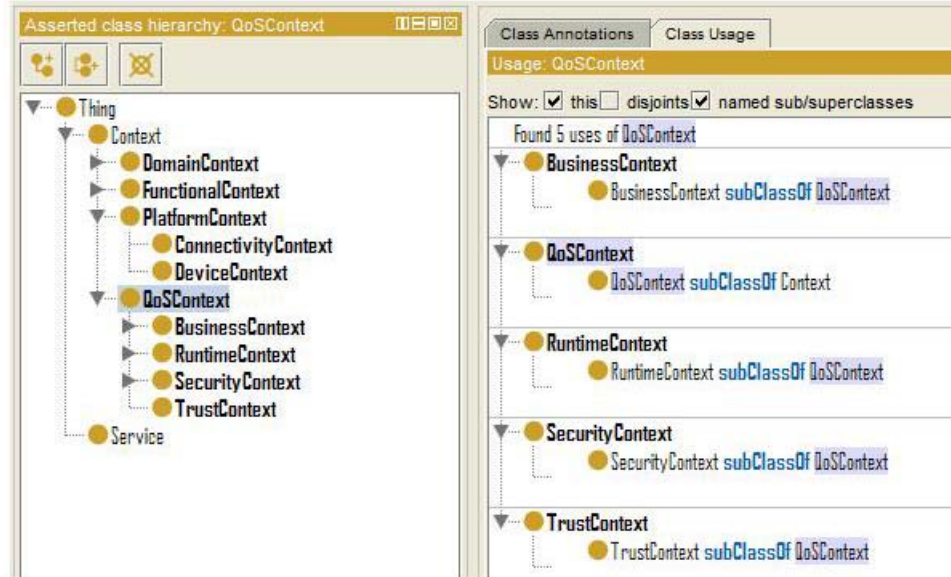 Asserted class hierarchy: QoSContext
Thing
Context
DomainContext
FunctionalContext
PlatformContext
ConnectivityContext
DeviceContext
QoSContext
BusinessContext
RuntimeContext
SecurityContext
TrustContext
Service
Class Annotations
Class Usage
Usage: QoSContext
Show: this disjoints named sub/superclasses
Found 5 uses of QoSContext
BusinessContext
BusinessContext subClassOf QoSContext
QoSContext
QoSContext subClassOf Context
RuntimeContext
RuntimeContext subClassOf QoSContext
SecurityContext
SecurityContext subClassOf QoSContext
TrustContext
TrustContext subClassOf QoSContext